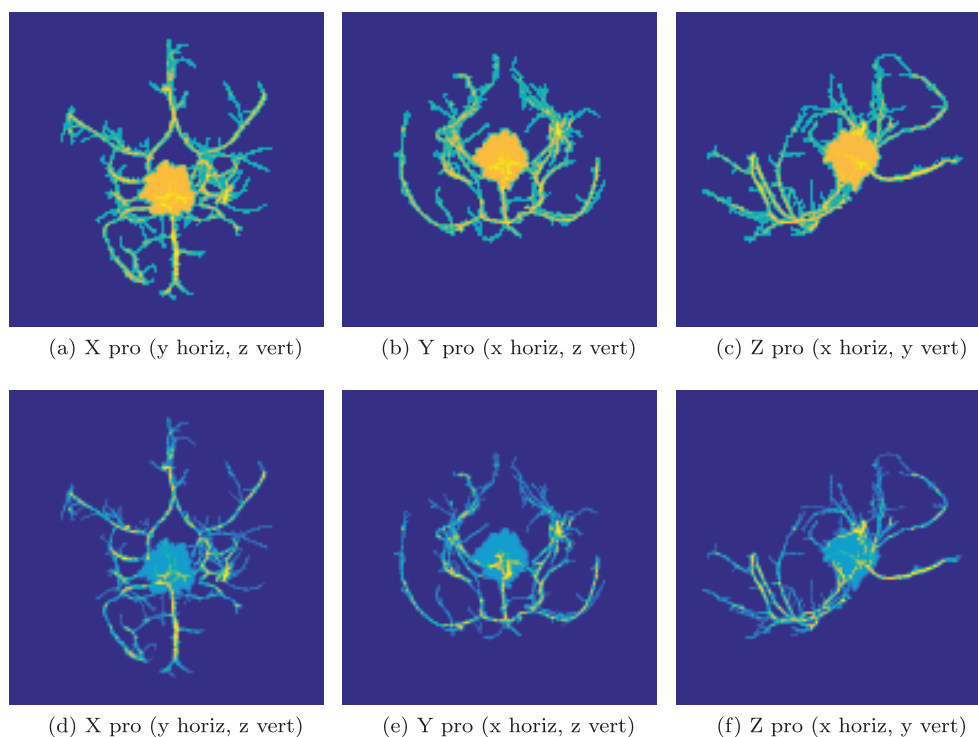 (a) X pro (y horiz, z vert)
(b) Y pro (x horiz, z vert)
(c) Z pro (x horiz, y vert)
(d) X pro (y horiz, z vert)
(e) Y pro (x horiz, z vert)
(f) Z pro (x horiz, y vert)